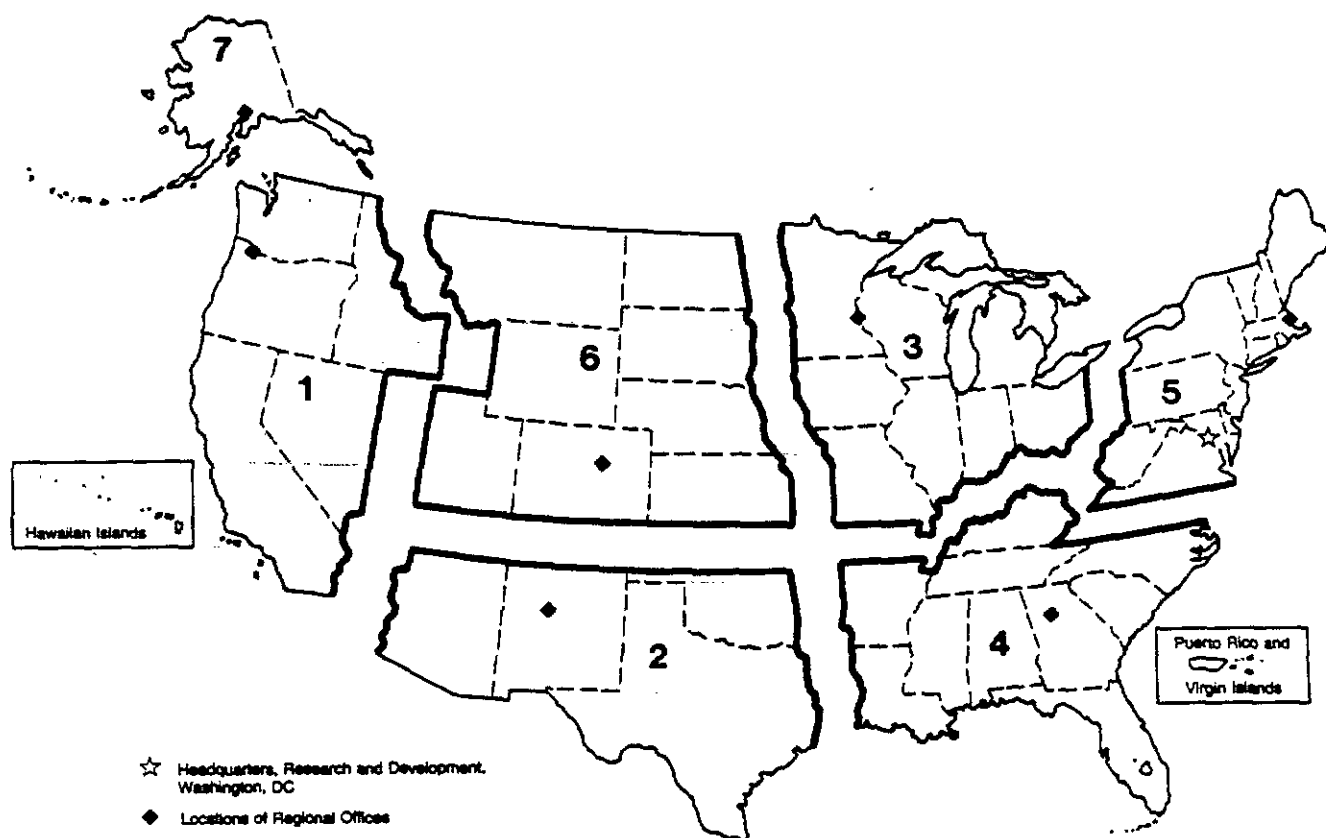 7
6
3
1
5
Hawaiian Islands
2
4
Puerto Rico and
Virgin Islands
Headquarters, Research and Development,
Washington, DC
Locations of Regional Offices